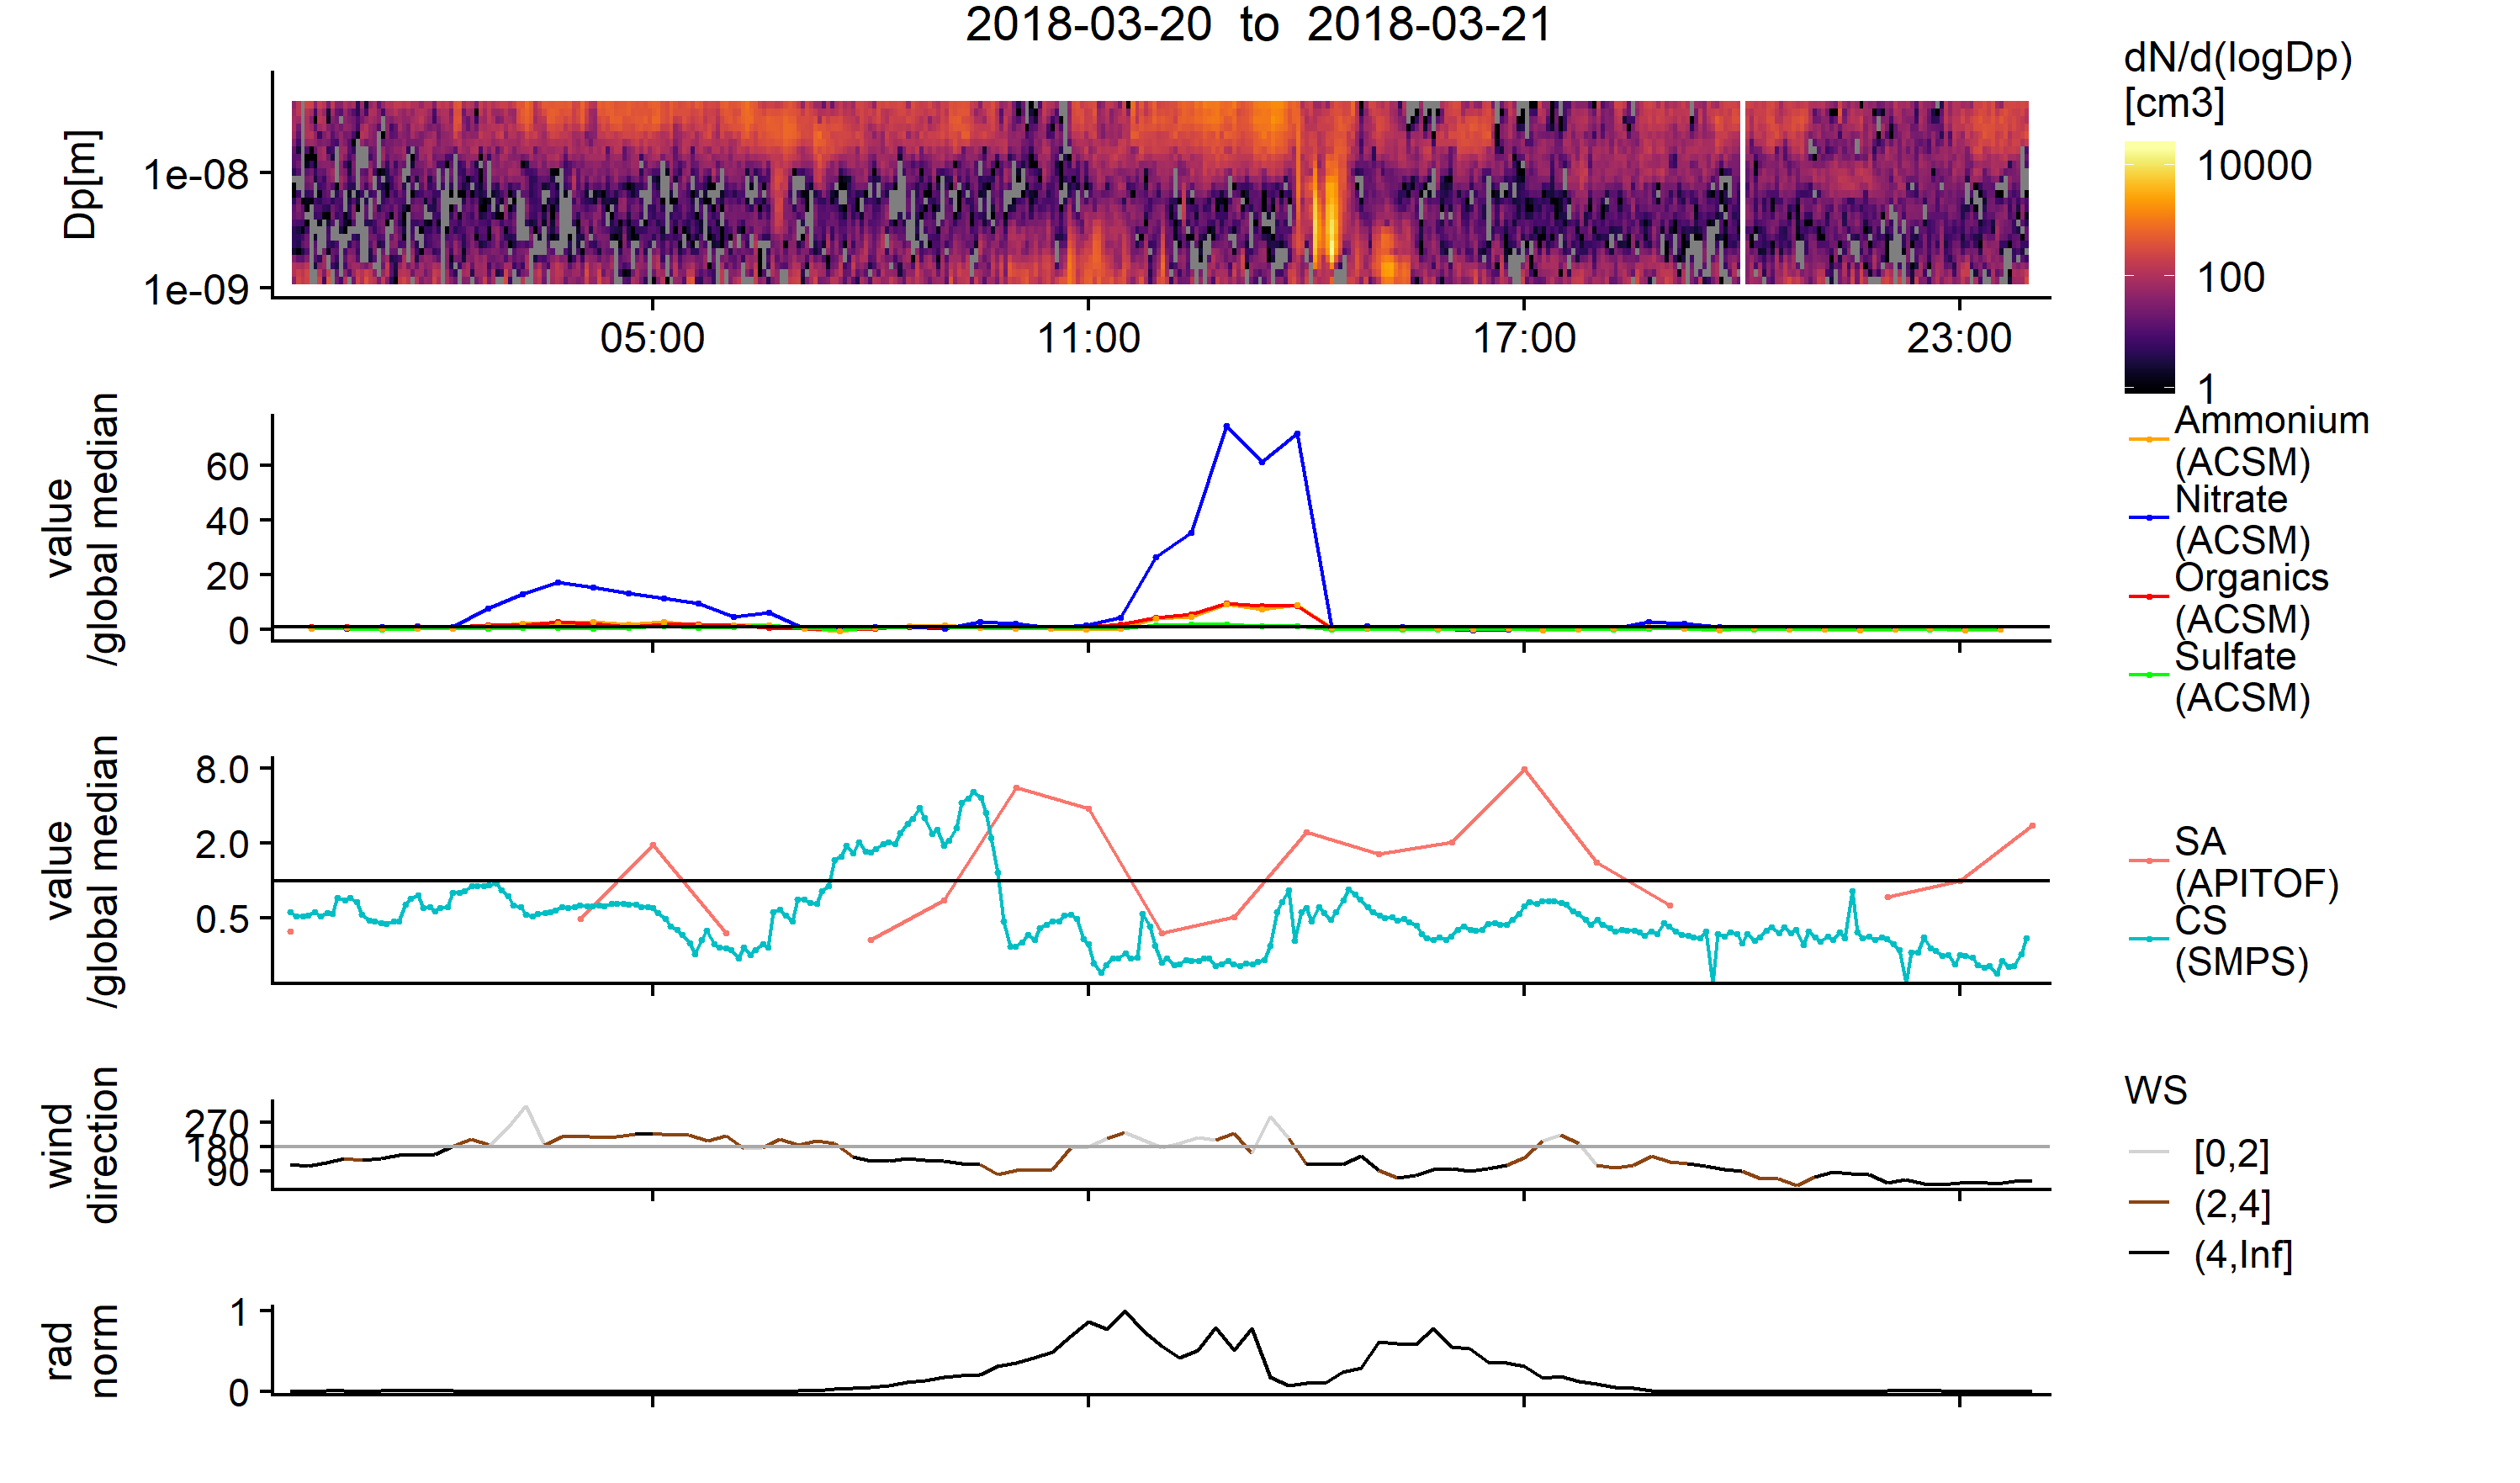 2018-03-20 to 2018-03-21
Dp[m]
1e-08
1e-09
05:00
11:00
17:00
23:00
dN/d(logDp)
[cm3]
10000
100
1
value
/global median
60
40
20
0
Ammonium
(ACSM)
Nitrate
(ACSM)
Organics
(ACSM)
Sulfate
(ACSM)
value
/global median
8.0
2.0
0.5
SA
(APITOF)
CS
(SMPS)
wind
direction
270
180
90
WS
[0,2]
(2,4]
(4,Inf]
rad
norm
1
0